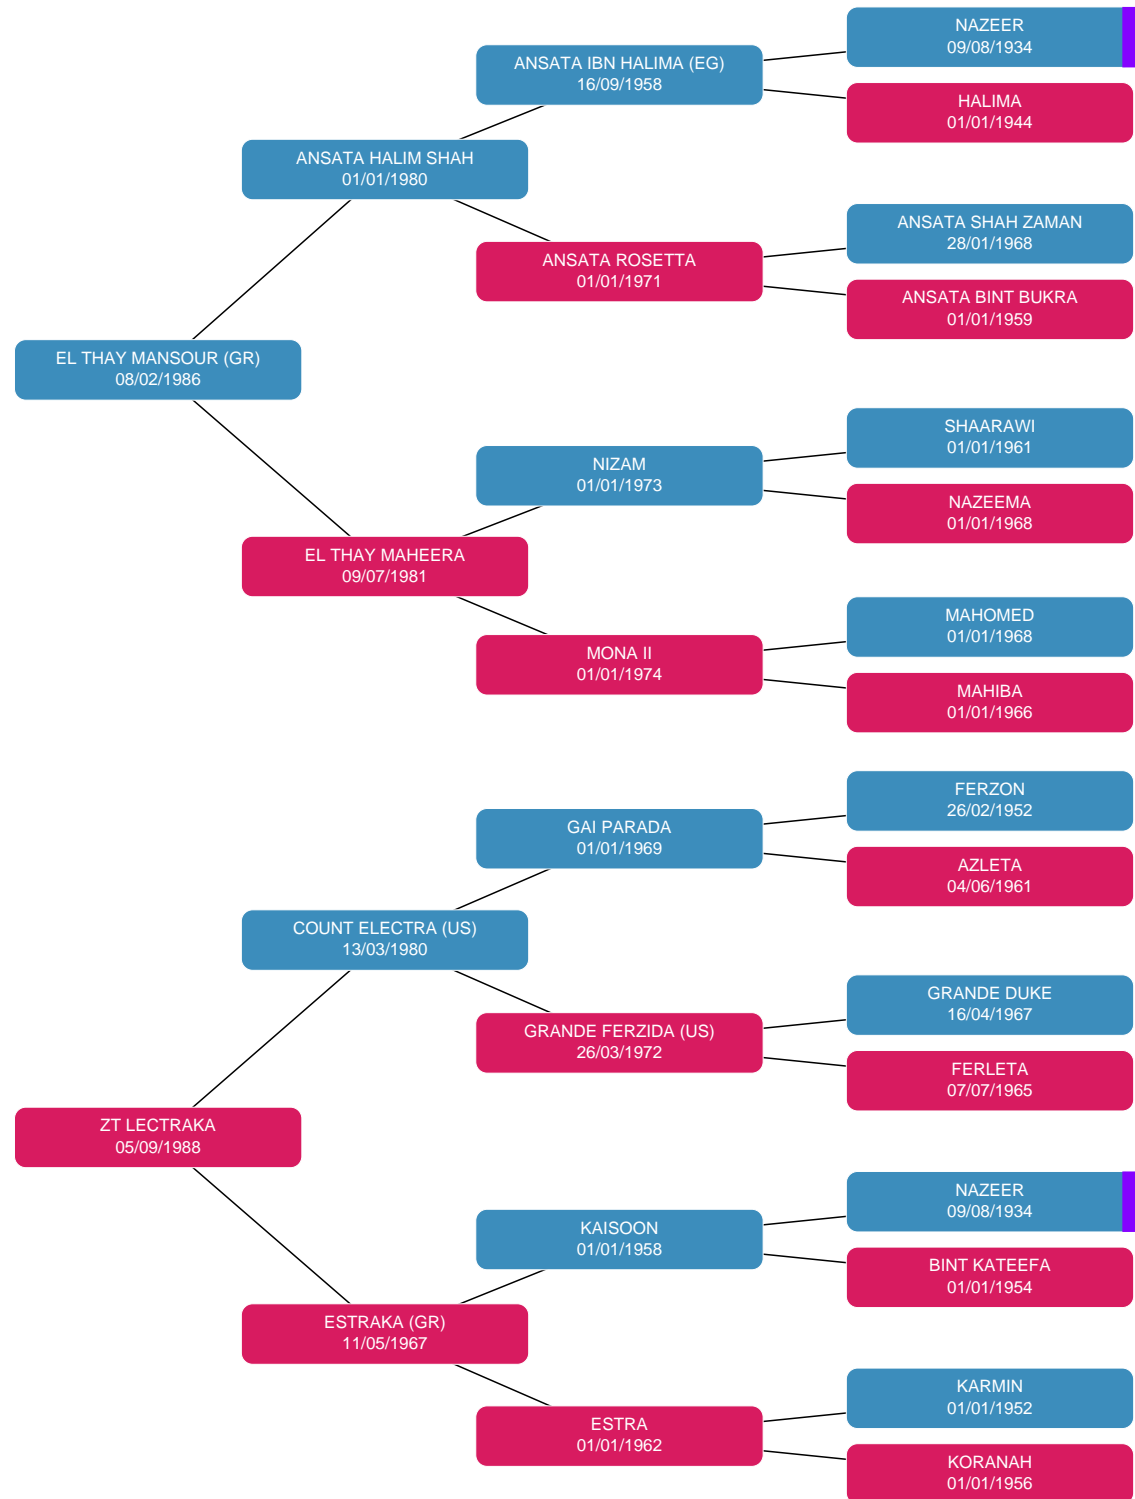 NAZEER
09/08/1934
ANSATA IBN HALIMA (EG)
16/09/1958
HALIMA
01/01/1944
ANSATA HALIM SHAH
01/01/1980
ANSATA SHAH ZAMAN
28/01/1968
ANSATA ROSETTA
01/01/1971
ANSATA BINT BUKRA
01/01/1959
EL THAY MANSOUR (GR)
08/02/1986
SHAARAWI
01/01/1961
NIZAM
01/01/1973
NAZEEMA
01/01/1968
EL THAY MAHEERA
09/07/1981
MAHOMED
01/01/1968
MONA II
01/01/1974
MAHIBA
01/01/1966
FERZON
26/02/1952
GAI PARADA
01/01/1969
AZLETA
04/06/1961
COUNT ELECTRA (US)
13/03/1980
GRANDE DUKE
16/04/1967
GRANDE FERZIDA (US)
26/03/1972
FERLETA
07/07/1965
ZT LECTRAKA
05/09/1988
NAZEER
09/08/1934
KAISOON
01/01/1958
BINT KATEEFA
01/01/1954
ESTRAKA (GR)
11/05/1967
KARMIN
01/01/1952
ESTRA
01/01/1962
KORANAH
01/01/1956